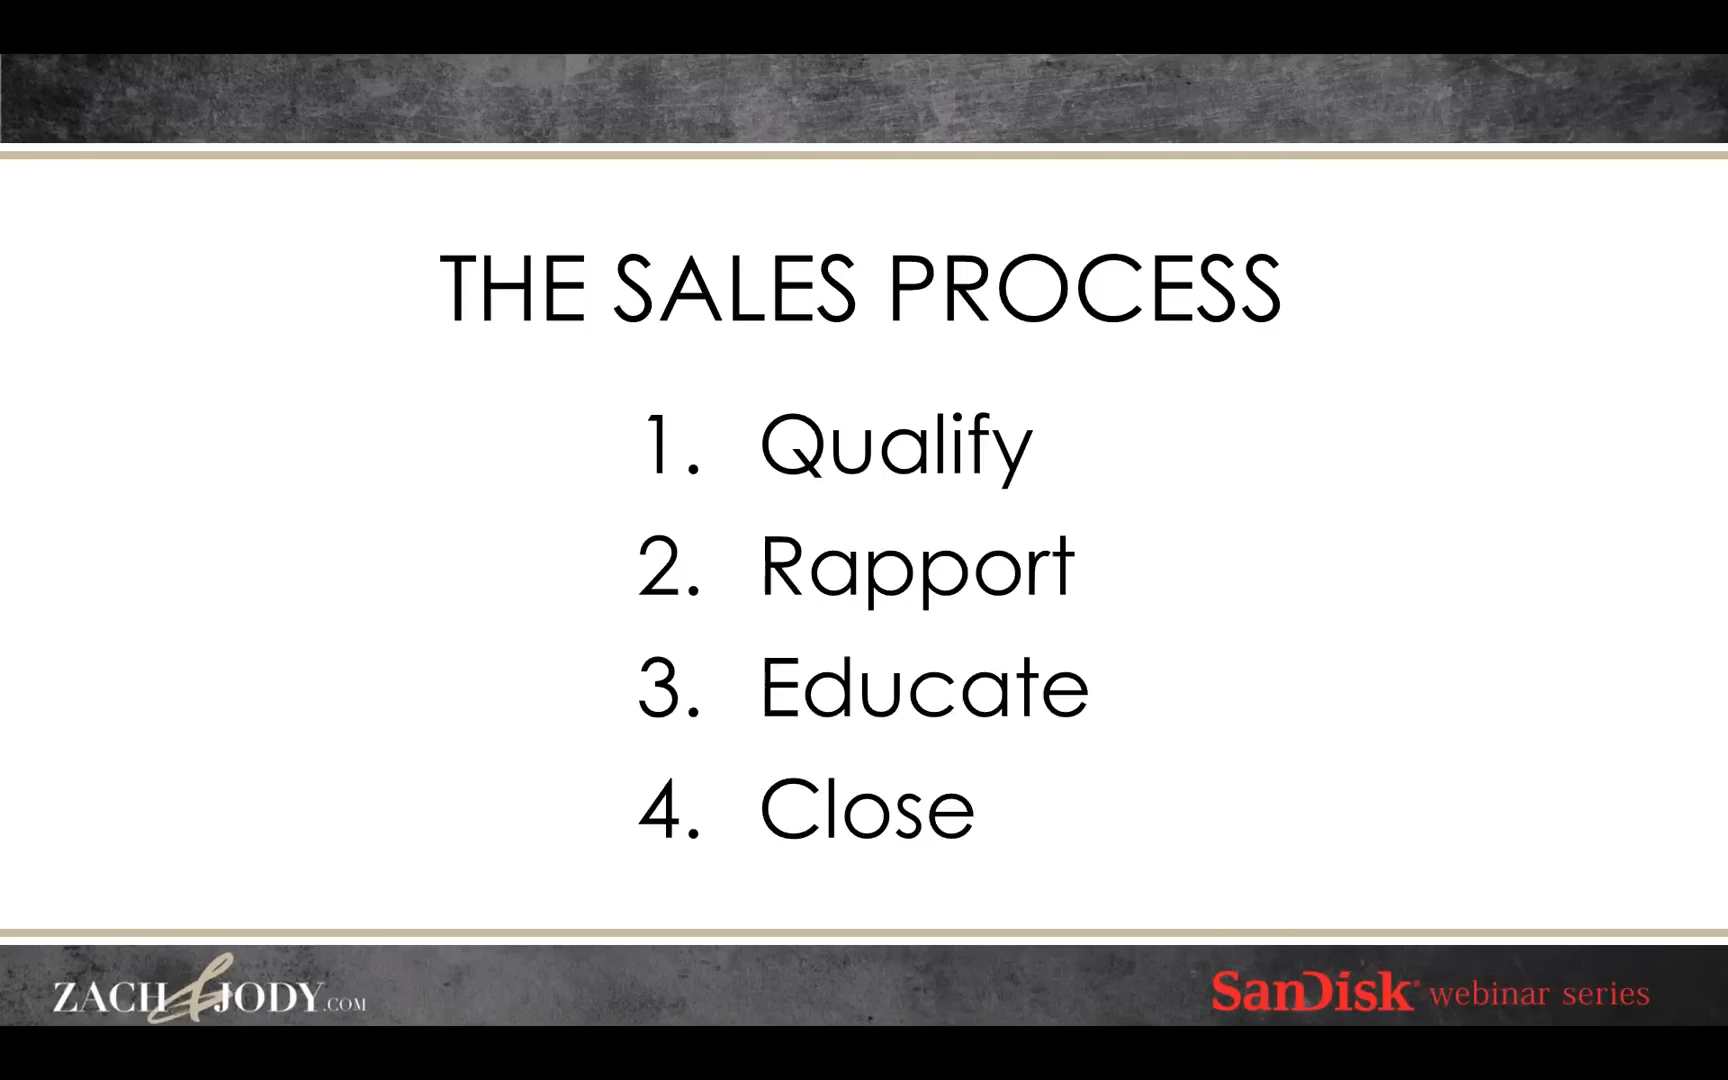 THE SALES PROCESS
1. Qualify
2. Rapport
3. Educate
4. Close
ZACH & JODY.COM
SanDisk® webinar series